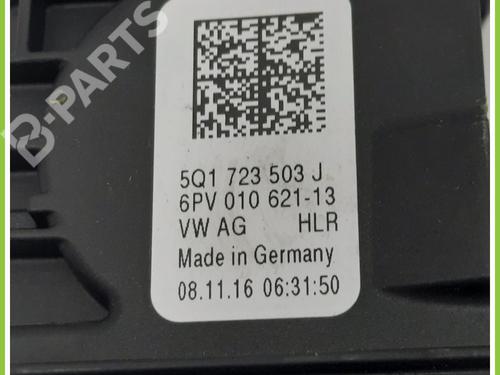 B-PARTS
5Q1 723 503 J
6PV 010 621-13
VW AG HLR
Made in Germany
08.11.16 06:31:50